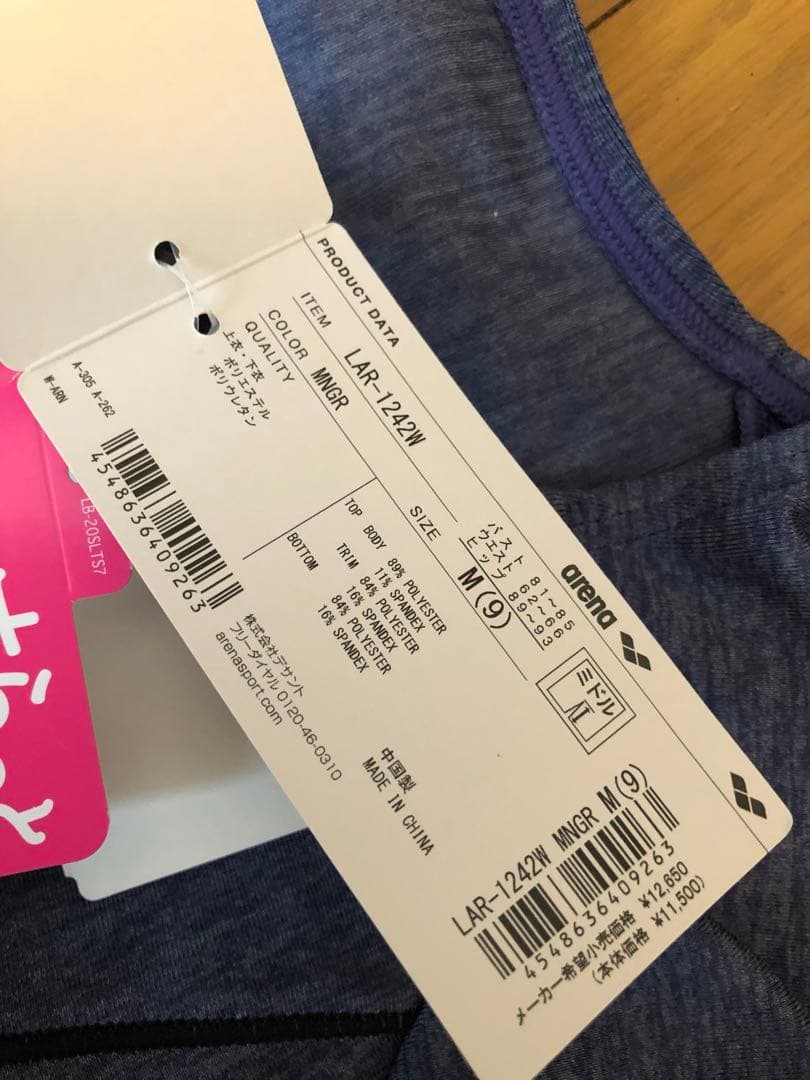 PRODUCT DATA
ITEM LAR-1242W
COLOR MNGR
QUALITY
上衣・下衣
ポリエステル
ポリウレタン
SIZE M(9)
バスト 81~85
ウエスト 62~66
ヒップ 89~93
arena
ミドル
TOP BODY 89% POLYESTER
11% SPANDEX
TRIM 84% POLYESTER
16% SPANDEX
BOTTOM 84% POLYESTER
16% SPANDEX
A-305 A-262
W-ARN
4548636409263
株式会社デサント
フリーダイヤル 0120-46-0310
arenasport.com
中国製
MADE IN CHINA
LAR-1242W MNGR M(9)
4548636409263
メーカー希望小売価格 ¥12,650
(本体価格 ¥11,500)
LB-20SLTS7
さらっと